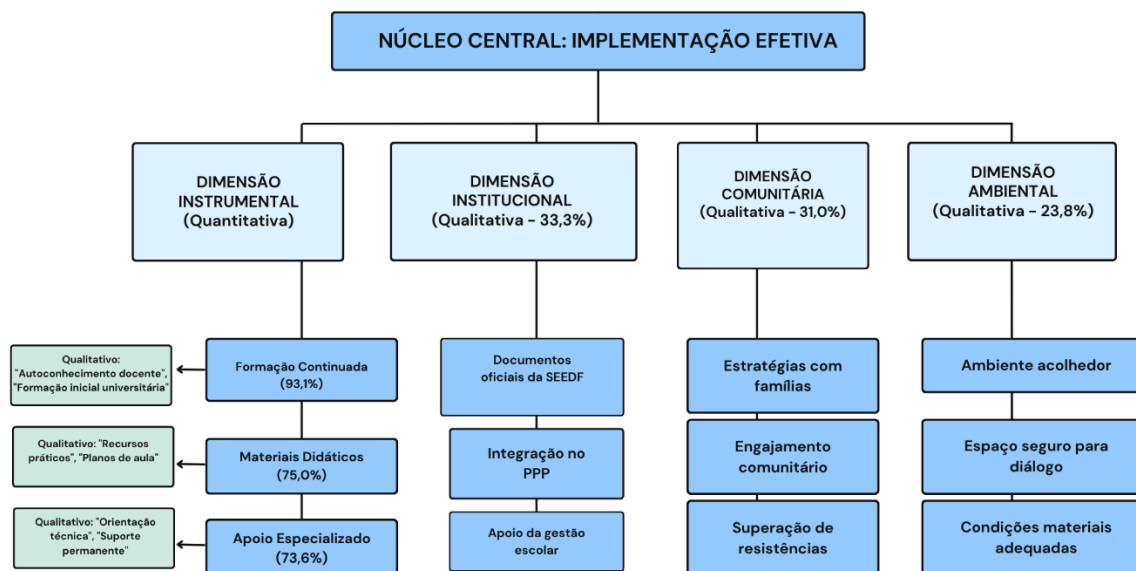 NÚCLEO CENTRAL: IMPLEMENTAÇÃO EFETIVA
DIMENSÃO
INSTRUMENTAL
(Quantitativa)
DIMENSÃO
INSTITUCIONAL
(Qualitativa - 33,3%)
DIMENSÃO
COMUNITÁRIA
(Qualitativa - 31,0%)
DIMENSÃO
AMBIENTAL
(Qualitativa - 23,8%)
Qualitativo:
"Autoconhecimento docente",
"Formação inicial universitária"
Formação Continuada
(93,1%)
Documentos
oficiais da SEEDF
Estratégias com
famílias
Ambiente acolhedor
Qualitativo: "Recursos
práticos", "Planos de aula"
Materiais Didáticos
(75,0%)
Integração no
PPP
Engajamento
comunitário
Espaço seguro para
diálogo
Qualitativo: "Orientação
técnica", "Suporte
permanente"
Apoio Especializado
(73,6%)
Apoio da gestão
escolar
Superação de
resistências
Condições materiais
adequadas